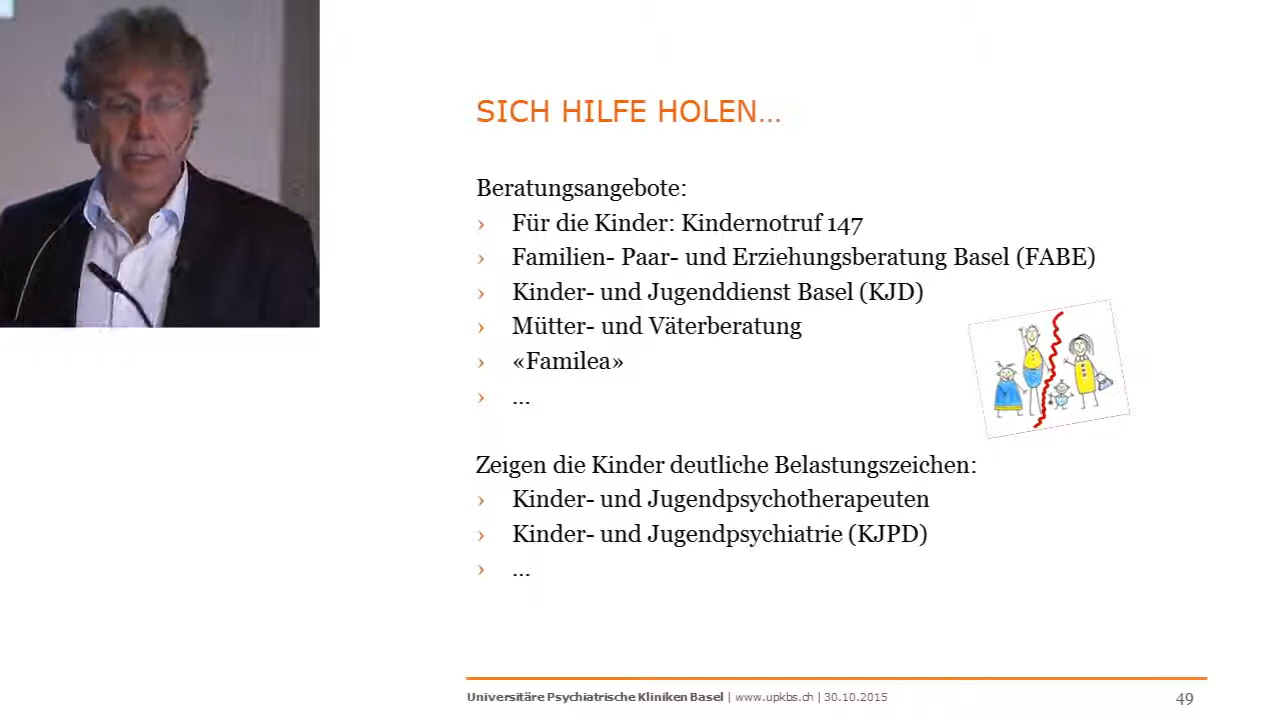 SICH HILFE HOLEN...
Beratungsangebote:
› Für die Kinder: Kindernotruf 147
› Familien- Paar- und Erziehungsberatung Basel (FABE)
› Kinder- und Jugenddienst Basel (KJD)
› Mütter- und Väterberatung
› «Familea»
› ...
Zeigen die Kinder deutliche Belastungszeichen:
› Kinder- und Jugendpsychotherapeuten
› Kinder- und Jugendpsychiatrie (KJPD)
› ...
Universitäre Psychiatrische Kliniken Basel | www.upkbs.ch | 30.10.2015 49